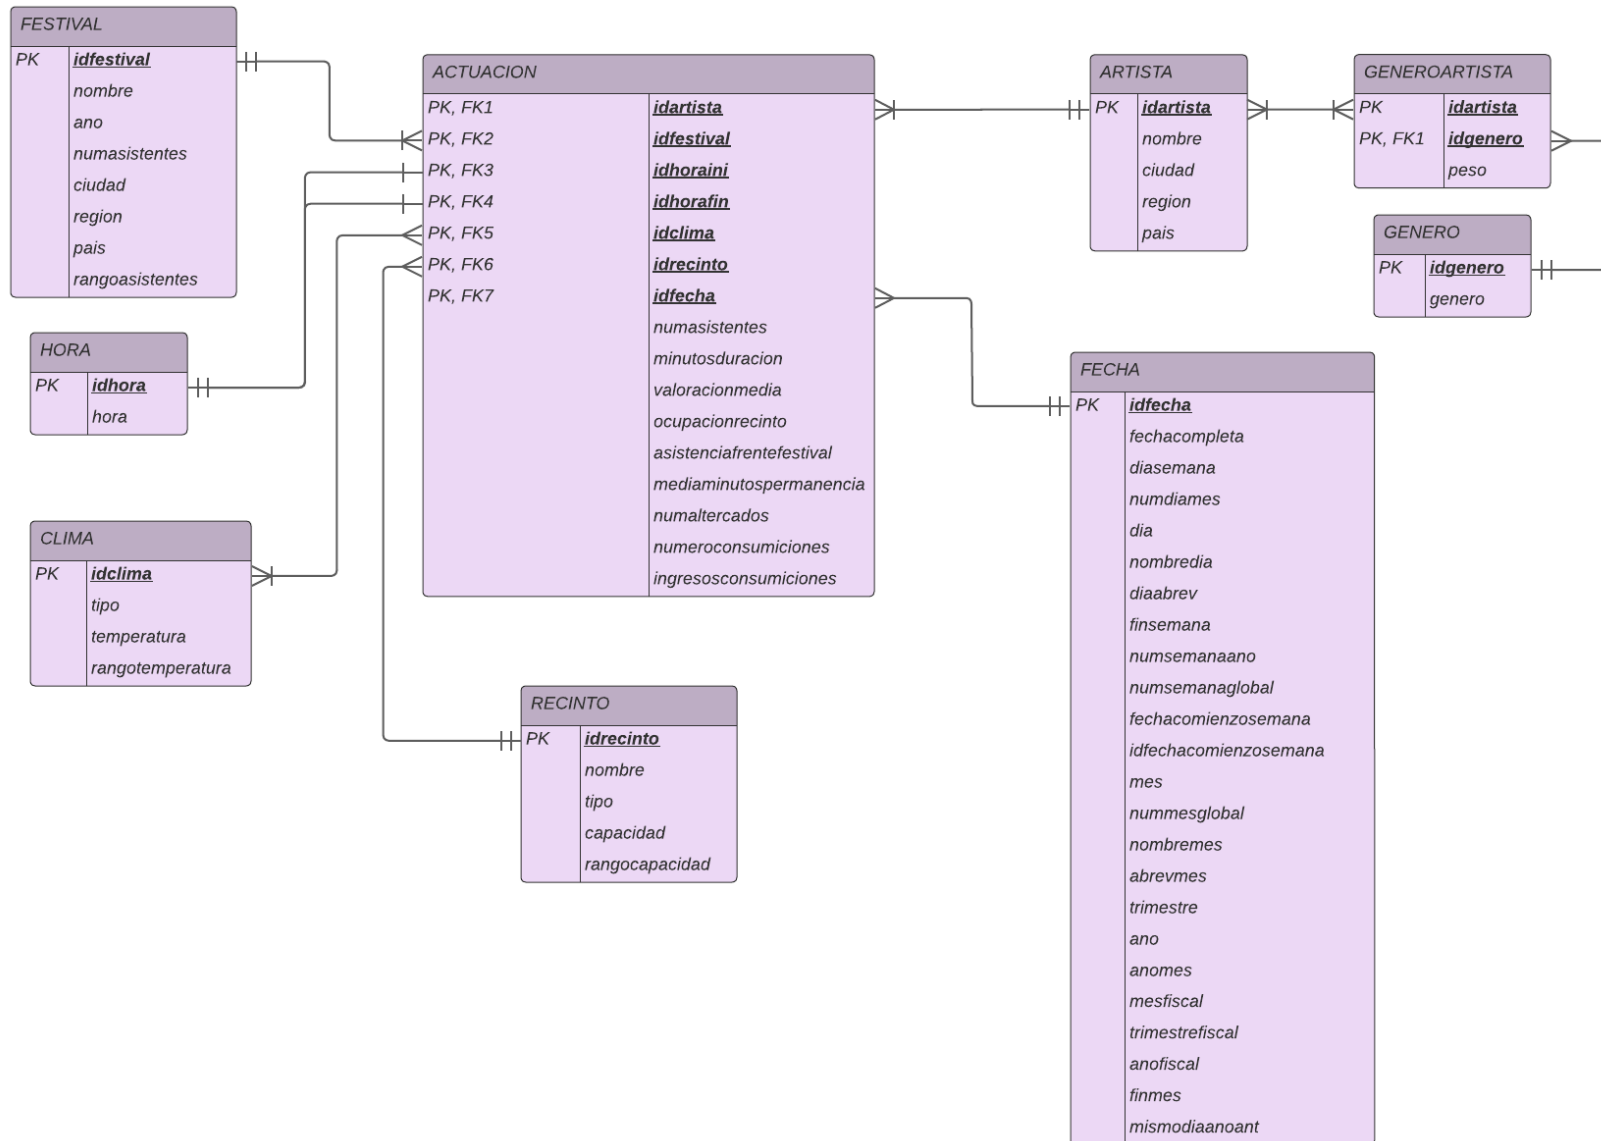 FESTIVAL
PK idfestival
nombre
ano
numasistentes
ciudad
region
pais
rangoasistentes
HORA
PK idhora
hora
CLIMA
PK idclima
tipo
temperatura
rangotemperatura
ACTUACION
PK, FK1 idartista
PK, FK2 idfestival
PK, FK3 idhoraini
PK, FK4 idhorafin
PK, FK5 idclima
PK, FK6 idrecinto
PK, FK7 idfecha
numasistentes
minutosduracion
valoracionmedia
ocupacionrecinto
asistenciafrentefestival
mediaminutospermanencia
numaltercados
numeroconsumiciones
ingresosconsumiciones
RECINTO
PK idrecinto
nombre
tipo
capacidad
rangocapacidad
ARTISTA
PK idartista
nombre
ciudad
region
pais
GENEROARTISTA
PK idartista
PK, FK1 idgenero
peso
GENERO
PK idgenero
genero
FECHA
PK idfecha
fechacompleta
diasemana
numdiames
dia
nombredia
diaabrev
finsemana
numsemanaano
numsemanaglobal
fechacomienzosemana
idfechacomienzosemana
mes
nummesglobal
nombremes
abrevmes
trimestre
ano
anomes
mesfiscal
trimestrefiscal
anofiscal
finmes
mismodiaanoant